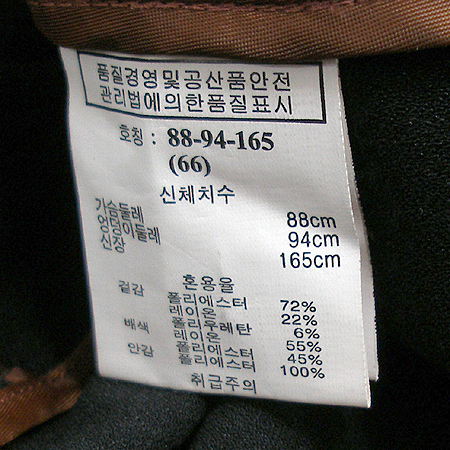 품질경영및공산품안전
관리법에의한품질표시
호칭 : 88-94-165
(66)
신체치수
가슴둘레 88cm
엉덩이둘레 94cm
신장 165cm
혼용율
겉감 폴리에스터 72%
레이온 22%
폴리우레탄 6%
배색 폴리에스터 55%
레이온 45%
안감 폴리에스터 100%
취급주의